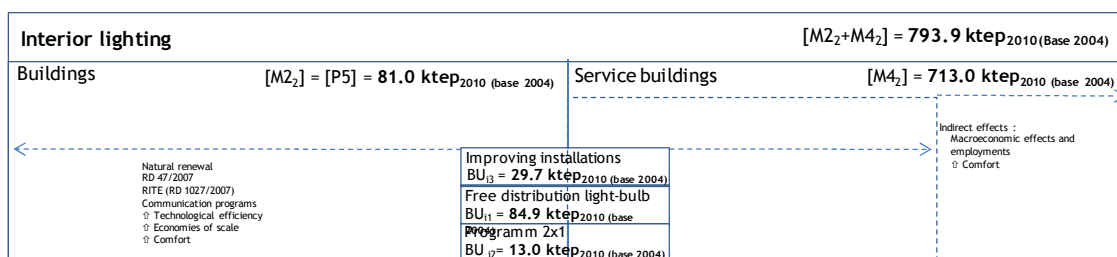 Interior lighting
[M2₂+M4₂] = 793.9 ktep2010 (Base 2004)
Buildings
[M2₂] = [P5] = 81.0 ktep2010 (base 2004)
Service buildings
[M4₂] = 713.0 ktep2010 (base 2004)
Indirect effects :
Macroeconomic effects and
employments
⇧ Comfort
Natural renewal
RD 47/2007
RITE (RD 1027/2007)
Communication programs
⇧ Technological efficiency
⇧ Economies of scale
⇧ Comfort
Improving installations
BUi3 = 29.7 ktep2010 (base 2004)
Free distribution light-bulb
BUi1 = 84.9 ktep2010 (base
2004)
Programm 2x1
BU i2= 13.0 ktep2010 (base 2004)